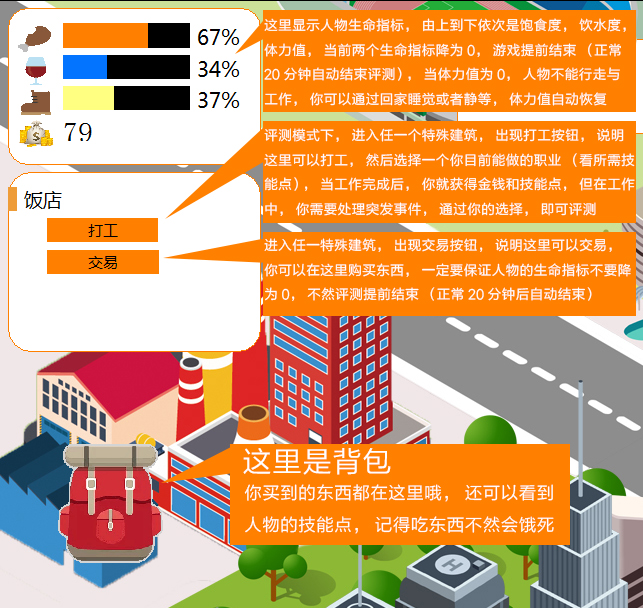 67%
34%
37%
79
这里显示人物生命指标， 由上到下依次是饱食度， 饮水度，
体力值， 当前两个生命指标降为 0， 游戏提前结束 （正常
20 分钟自动结束评测）， 当体力值为 0， 人物不能行走与
工作， 你可以通过回家睡觉或者静等， 体力值自动恢复
评测模式下， 进入任一个特殊建筑， 出现打工按钮， 说明
这里可以打工， 然后选择一个你目前能做的职业 （看所需技
能点）， 当工作完成后， 你就获得金钱和技能点， 但在工作
中， 你需要处理突发事件， 通过你的选择， 即可评测
饭店
打工
交易
进入任一特殊建筑， 出现交易按钮， 说明这里可以交易，
你可以在这里购买东西， 一定要保证人物的生命指标不要降
为 0， 不然评测提前结束 （正常 20 分钟后自动结束）
这里是背包
你买到的东西都在这里哦， 还可以看到
人物的技能点， 记得吃东西不然会饿死
H